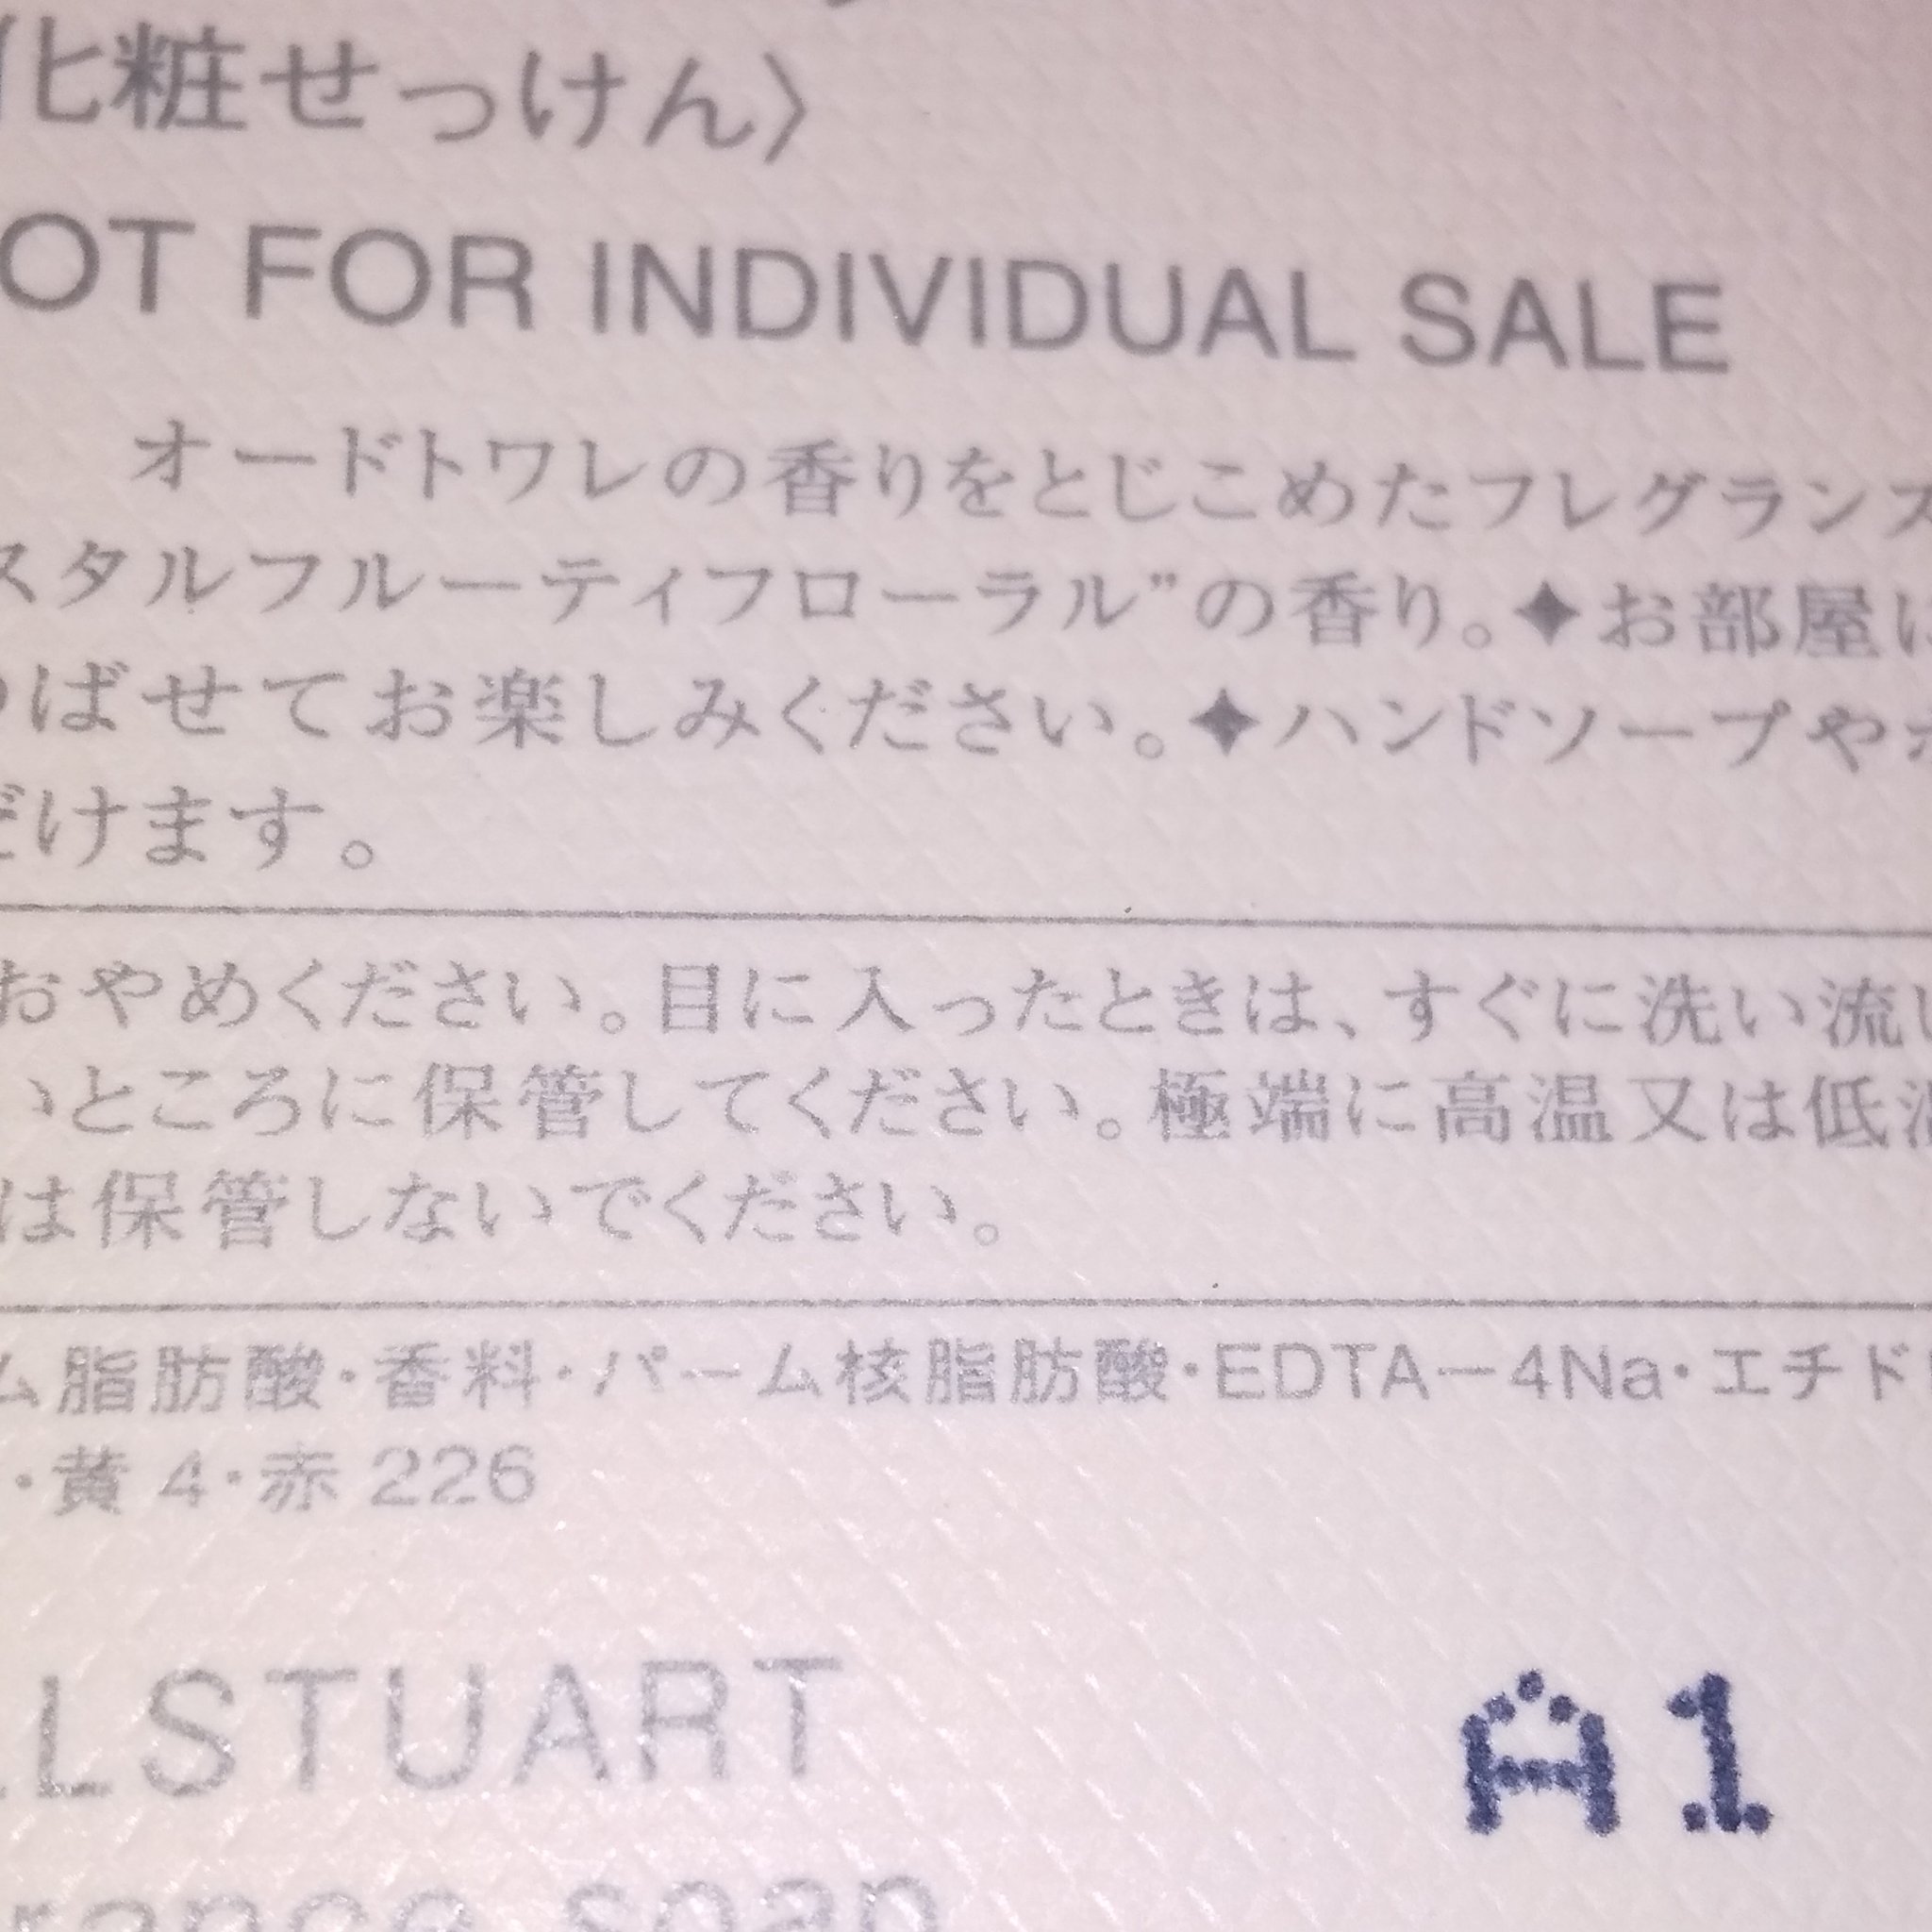 化粧せっけん〉
OT FOR INDIVIDUAL SALE
オードトワレの香りをとじこめたフレグランス
スタルフルーティフローラル”の香り。✦お部屋に
ばせてお楽しみください。✦ハンドソープや
だけます。
おやめください。目に入ったときは、すぐに洗い流し
いところに保管してください。極端に高温又は低温
は保管しないでください。
ム脂肪酸・香料・パーム核脂肪酸・EDTA－4Na・エチド
・黄4・赤226
LSTUART
A1
rance soap